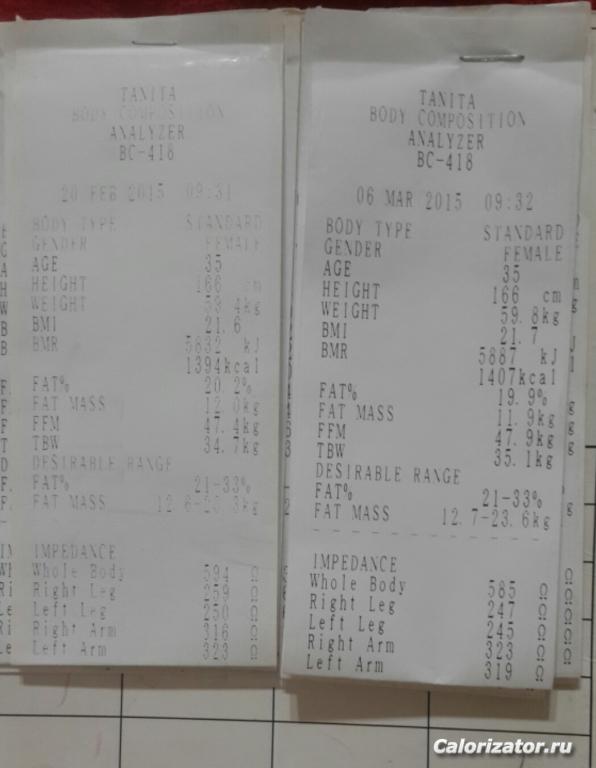 TANITA
BODY COMPOSITION
ANALYZER
BC-418
20 FEB 2015 09:31
BODY TYPE STANDARD
GENDER FEMALE
AGE 35
HEIGHT 166 cm
WEIGHT 59.4kg
BMI 21.6
BMR 5832 kJ
1394kcal
FAT% 20.2%
FAT MASS 12.0kg
FFM 47.4kg
TBW 34.7kg
DESIRABLE RANGE
FAT% 21-33%
FAT MASS 12.6-23.3kg
IMPEDANCE
Whole Body 594 Ω
Right Leg 259 Ω
Left Leg 250 Ω
Right Arm 316 Ω
Left Arm 323 Ω
TANITA
BODY COMPOSITION
ANALYZER
BC-418
06 MAR 2015 09:32
BODY TYPE STANDARD
GENDER FEMALE
AGE 35
HEIGHT 166 cm
WEIGHT 59.8kg
BMI 21.7
BMR 5887 kJ
1407kcal
FAT% 19.9%
FAT MASS 11.9kg
FFM 47.9kg
TBW 35.1kg
DESIRABLE RANGE
FAT% 21-33%
FAT MASS 12.7-23.6kg
IMPEDANCE
Whole Body 585 Ω
Right Leg 247 Ω
Left Leg 245 Ω
Right Arm 323 Ω
Left Arm 319 Ω
Calorizator.ru